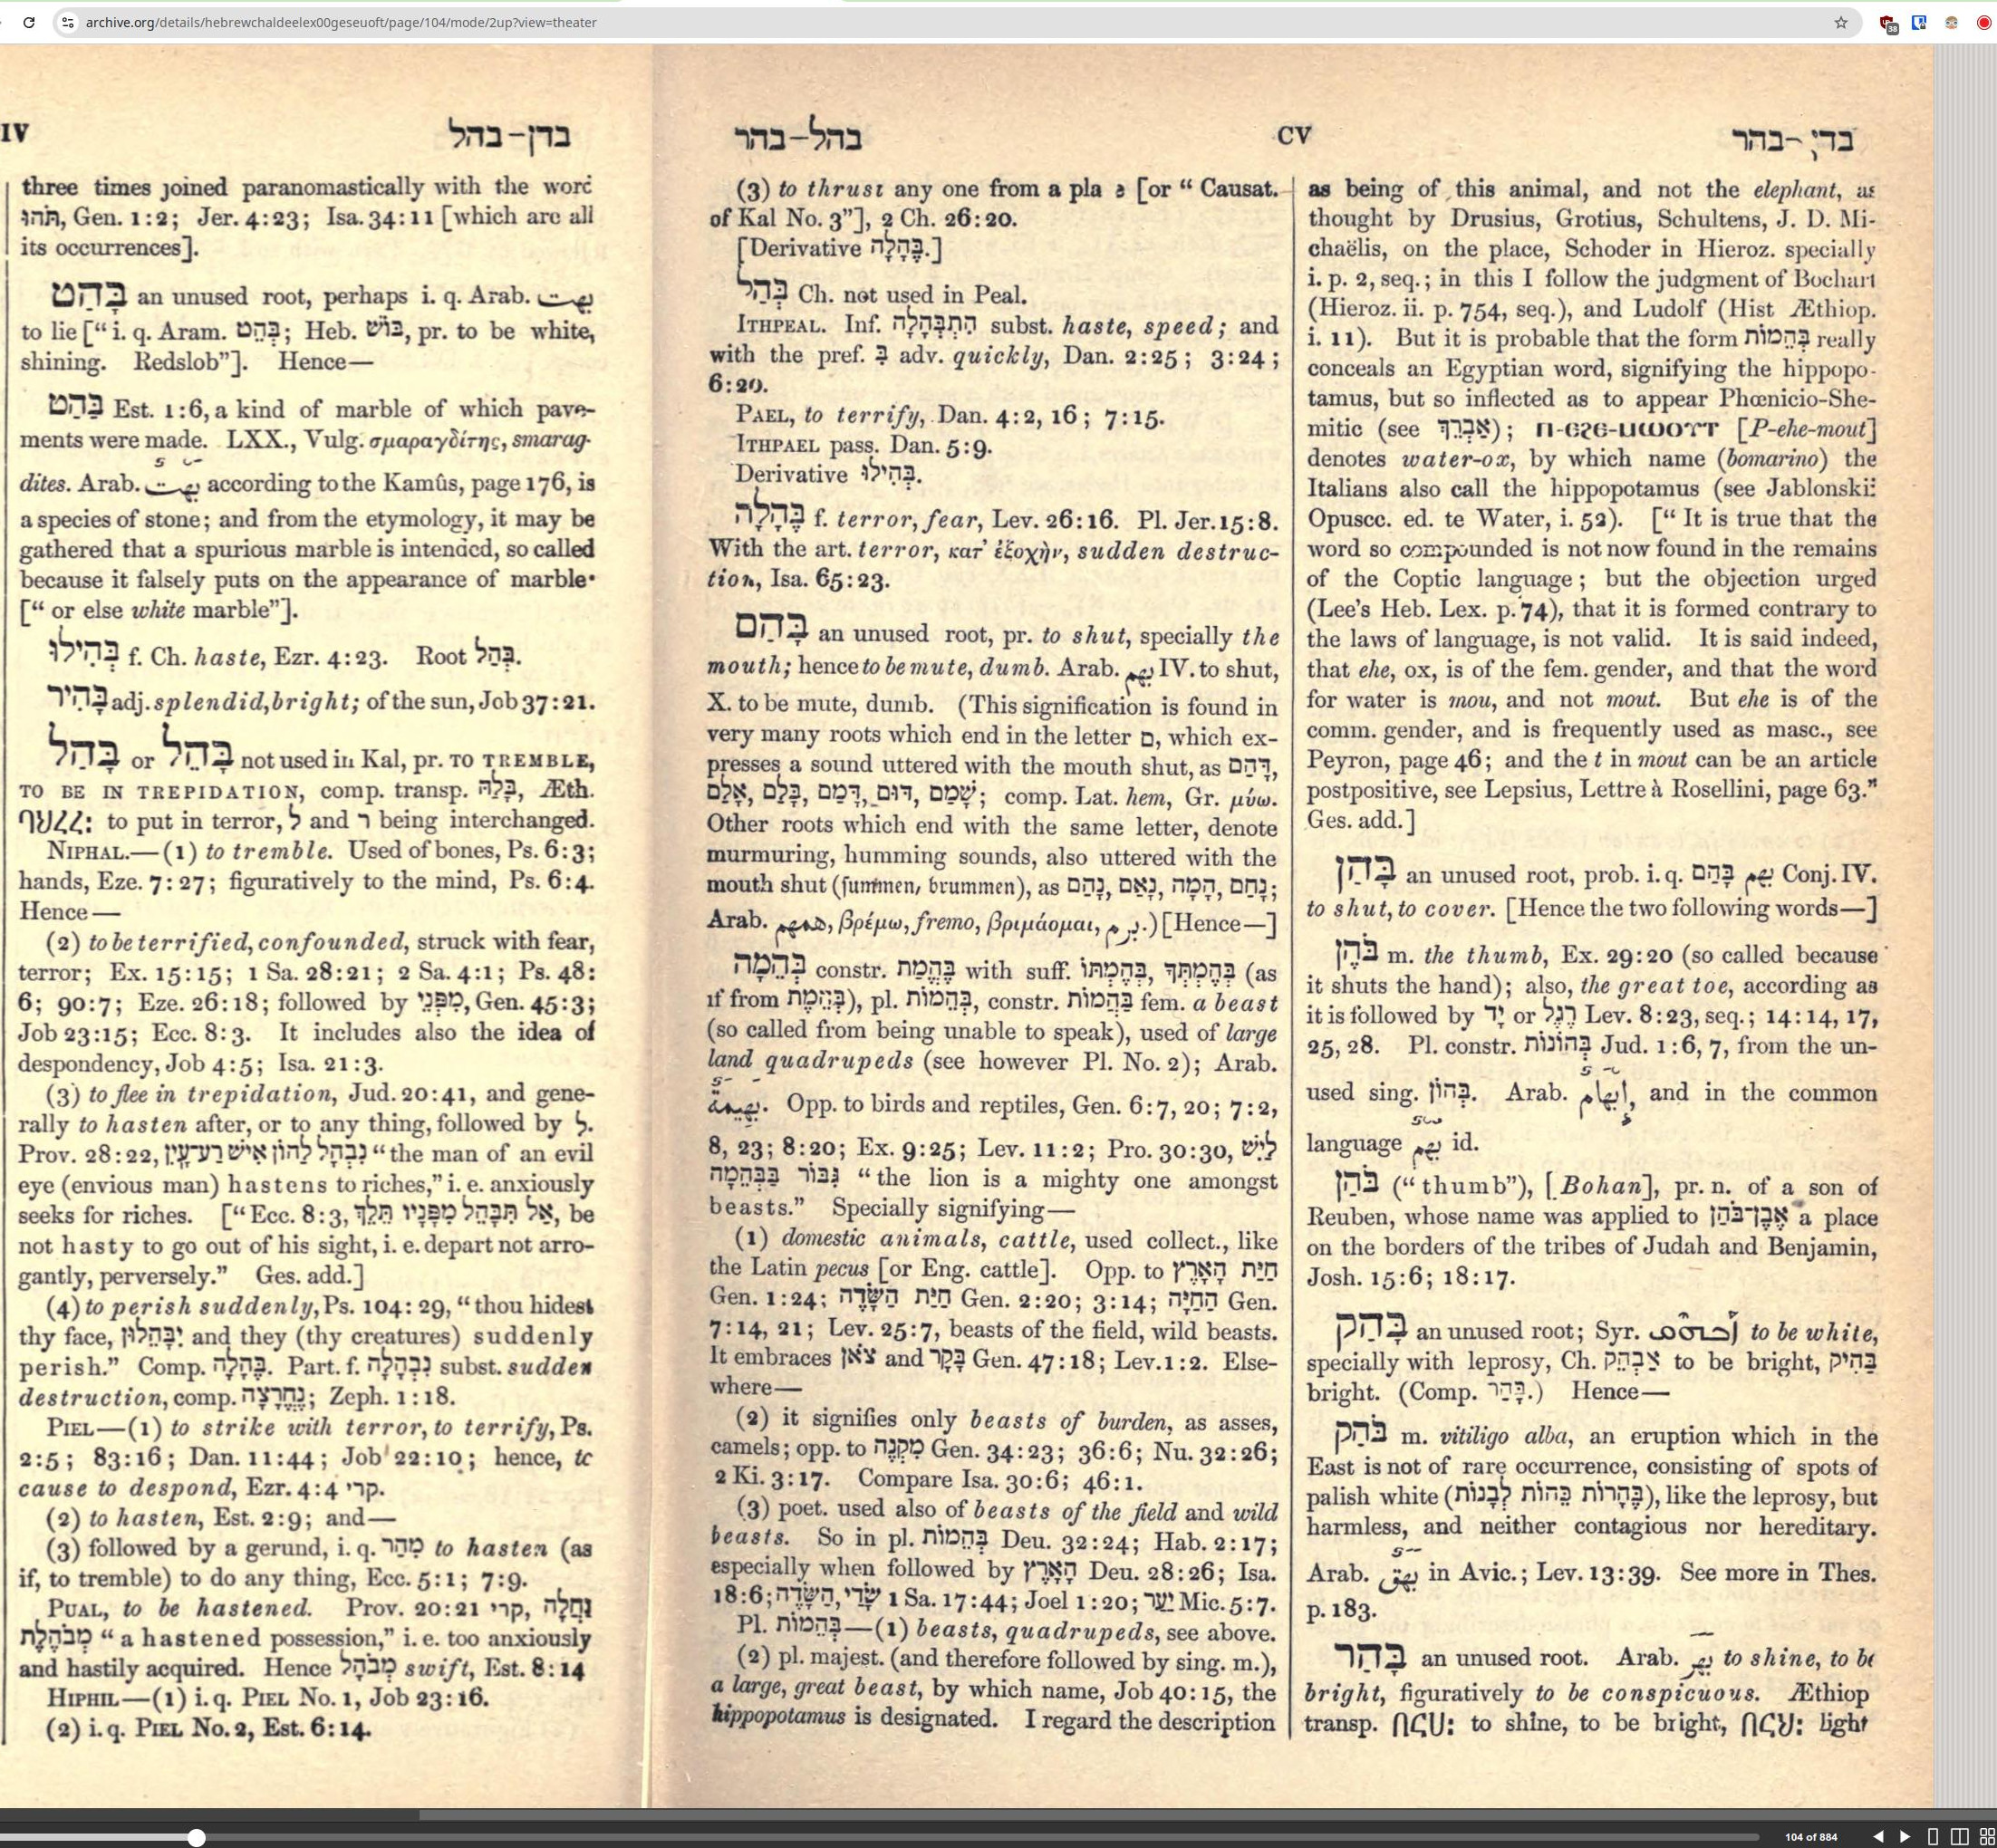 archive.org/details/hebrewchaldeelex00geseuoft/page/104/mode/2up?view=theater
38
IV
בדן–בהל
three times joined paranomastically with the word
תֹּהוּ, Gen. 1:2; Jer. 4:23; Isa. 34:11 [which are all
its occurrences].
בָּהַט an unused root, perhaps i. q. Arab. بهت
to lie [“i. q. Aram. בְּהֵט; Heb. בּוֹשׁ, pr. to be white,
shining. Redslob”]. Hence—
בַּהַט Est. 1:6, a kind of marble of which pave-
ments were made. LXX., Vulg. σμαραγδίτης, smarag-
dites. Arab. بهت according to the Kamûs, page 176, is
a species of stone; and from the etymology, it may be
gathered that a spurious marble is intended, so called
because it falsely puts on the appearance of marble
[“ or else white marble”].
בְּהִילוּ f. Ch. haste, Ezr. 4:23. Root בְּהַל.
בָּהִיר adj. splendid, bright; of the sun, Job 37:21.
בָּהַל or בָּהֵל not used in Kal, pr. TO TREMBLE,
TO BE IN TREPIDATION, comp. transp. בָּלַהּ, Æth.
to put in terror, ל and ר being interchanged.
NIPHAL.—(1) to tremble. Used of bones, Ps. 6:3;
hands, Eze. 7:27; figuratively to the mind, Ps. 6:4.
Hence—
(2) to be terrified, confounded, struck with fear,
terror; Ex. 15:15; 1 Sa. 28:21; 2 Sa. 4:1; Ps. 48:
6; 90:7; Eze. 26:18; followed by מִפְּנֵי, Gen. 45:3;
Job 23:15; Ecc. 8:3. It includes also the idea of
despondency, Job 4:5; Isa. 21:3.
(3) to flee in trepidation, Jud. 20:41, and gene-
rally to hasten after, or to any thing, followed by לְ.
Prov. 28:22, נִבְהָל לַהוֹן אִישׁ רַע־עַיִן “the man of an evil
eye (envious man) hastens to riches,” i. e. anxiously
seeks for riches. [“Ecc. 8:3, אַל תִּבָּהֵל מִפָּנָיו תֵּלֵךְ, be
not hasty to go out of his sight, i. e. depart not arro-
gantly, perversely.” Ges. add.]
(4) to perish suddenly, Ps. 104:29, “thou hidest
thy face, יִבָּהֵלוּן and they (thy creatures) suddenly
perish.” Comp. בֶּהָלָה. Part. f. נִבְהָלָה subst. sudden
destruction, comp. נֶחֱרָצָה; Zeph. 1:18.
PIEL—(1) to strike with terror, to terrify, Ps.
2:5; 83:16; Dan. 11:44; Job 22:10; hence, to
cause to despond, Ezr. 4:4 קרי.
(2) to hasten, Est. 2:9; and—
(3) followed by a gerund, i. q. מִהַר to hasten (as
if, to tremble) to do any thing, Ecc. 5:1; 7:9.
PUAL, to be hastened. Prov. 20:21 קרי, נַחֲלָה
מְבֹהֶלֶת “a hastened possession,” i. e. too anxiously
and hastily acquired. Hence מְבֹהָל swift, Est. 8:14
HIPHIL—(1) i. q. PIEL No. 1, Job 23:16.
(2) i. q. PIEL No. 2, Est. 6:14.
בהל–בהר
CV
בהר
(3) to thrust any one from a pla e [or “ Causat.
of Kal No. 3”], 2 Ch. 26:20.
[Derivative בֶּהָלָה.]
בְּהַל Ch. not used in Peal.
ITHPEAL. Inf. הִתְבְּהָלָה subst. haste, speed; and
with the pref. בְּ adv. quickly, Dan. 2:25; 3:24;
6:20.
PAEL, to terrify, Dan. 4:2, 16; 7:15.
ITHPAEL pass. Dan. 5:9.
Derivative בְּהִילוּ.
בֶּהָלָה f. terror, fear, Lev. 26:16. Pl. Jer. 15:8.
With the art. terror, κατ’ ἐξοχὴν, sudden destruc-
tion, Isa. 65:23.
בָּהַם an unused root, pr. to shut, specially the
mouth; hence to be mute, dumb. Arab. بهم IV. to shut,
X. to be mute, dumb. (This signification is found in
very many roots which end in the letter ם, which ex-
presses a sound uttered with the mouth shut, as דָּהַם,
אָלַם, בָּלַם, דָּמַם, דּוּם, שָׁמַם; comp. Lat. hem, Gr. μύω.
Other roots which end with the same letter, denote
murmuring, humming sounds, also uttered with the
mouth shut (summen, brummen), as נָהַם, נָאַם, הָמָה, נָחַם;
Arab. همهم, βρέμω, fremo, βριμάομαι, برم.) [Hence—]
בְּהֵמָה constr. בֶּהֱמַת with suff. בְּהֶמְתְּךָ, בְּהֶמְתּוֹ (as
if from בְּהֶמֶת), pl. בְּהֵמוֹת, constr. בַּהֲמוֹת fem. a beast
(so called from being unable to speak), used of large
land quadrupeds (see however Pl. No. 2); Arab.
بهيمة. Opp. to birds and reptiles, Gen. 6:7, 20; 7:2,
8, 23; 8:20; Ex. 9:25; Lev. 11:2; Pro. 30:30, לַיִשׁ
גִּבּוֹר בַּבְּהֵמָה “the lion is a mighty one amongst
beasts.” Specially signifying—
(1) domestic animals, cattle, used collect., like
the Latin pecus [or Eng. cattle]. Opp. to חַיַּת הָאָרֶץ
Gen. 1:24; חַיַּת הַשָּׂדֶה Gen. 2:20; 3:14; הַחַיָּה Gen.
7:14, 21; Lev. 25:7, beasts of the field, wild beasts.
It embraces צֹאן and בָּקָר Gen. 47:18; Lev. 1:2. Else-
where—
(2) it signifies only beasts of burden, as asses,
camels; opp. to מִקְנֶה Gen. 34:23; 36:6; Nu. 32:26;
2 Ki. 3:17. Compare Isa. 30:6; 46:1.
(3) poet. used also of beasts of the field and wild
beasts. So in pl. בְּהֵמוֹת Deu. 32:24; Hab. 2:17;
especially when followed by הָאָרֶץ Deu. 28:26; Isa.
18:6; הַשָּׂדֶה, שָׂדַי 1 Sa. 17:44; Joel 1:20; יַעַר Mic. 5:7.
Pl. בְּהֵמוֹת—(1) beasts, quadrupeds, see above.
(2) pl. majest. (and therefore followed by sing. m.),
a large, great beast, by which name, Job 40:15, the
hippopotamus is designated. I regard the description
as being of this animal, and not the elephant, as
thought by Drusius, Grotius, Schultens, J. D. Mi-
chaëlis, on the place, Schoder in Hieroz. specially
i. p. 2, seq.; in this I follow the judgment of Bochart
(Hieroz. ii. p. 754, seq.), and Ludolf (Hist Æthiop.
i. 11). But it is probable that the form בְּהֵמוֹת really
conceals an Egyptian word, signifying the hippopo-
tamus, but so inflected as to appear Phœnicio-She-
mitic (see אַבְרֵךְ); ⲡ-ⲉϩⲉ-ⲙⲱⲟⲩⲧ [P-ehe-mout]
denotes water-ox, by which name (bomarino) the
Italians also call the hippopotamus (see Jablonskii
Opuscc. ed. te Water, i. 52). [“ It is true that the
word so compounded is not now found in the remains
of the Coptic language; but the objection urged
(Lee’s Heb. Lex. p. 74), that it is formed contrary to
the laws of language, is not valid. It is said indeed,
that ehe, ox, is of the fem. gender, and that the word
for water is mou, and not mout. But ehe is of the
comm. gender, and is frequently used as masc., see
Peyron, page 46; and the t in mout can be an article
postpositive, see Lepsius, Lettre à Rosellini, page 63.”
Ges. add.]
בָּהַן an unused root, prob. i. q. בָּהַם بهم Conj. IV.
to shut, to cover. [Hence the two following words—]
בֹּהֶן m. the thumb, Ex. 29:20 (so called because
it shuts the hand); also, the great toe, according as
it is followed by יָד or רֶגֶל Lev. 8:23, seq.; 14:14, 17,
25, 28. Pl. constr. בְּהוֹנוֹת Jud. 1:6, 7, from the un-
used sing. בְּהוֹן. Arab. إبهام, and in the common
language بهم id.
בֹּהַן (“thumb”), [Bohan], pr. n. of a son of
Reuben, whose name was applied to אֶבֶן־בֹּהַן a place
on the borders of the tribes of Judah and Benjamin,
Josh. 15:6; 18:17.
בָּהַק an unused root; Syr. to be white,
specially with leprosy, Ch. אַבְהֵק to be bright, בַּהִיק
bright. (Comp. בָּהַר.) Hence—
בֹּהַק m. vitiligo alba, an eruption which in the
East is not of rare occurrence, consisting of spots of
palish white (בֶּהָרוֹת כֵּהוֹת לְבָנוֹת), like the leprosy, but
harmless, and neither contagious nor hereditary.
Arab. بهق in Avic.; Lev. 13:39. See more in Thes.
p. 183.
בָּהַר an unused root. Arab. بهر to shine, to be
bright, figuratively to be conspicuous. Æthiop
transp. በርሀ: to shine, to be bright, በርሃ: light
104 of 884